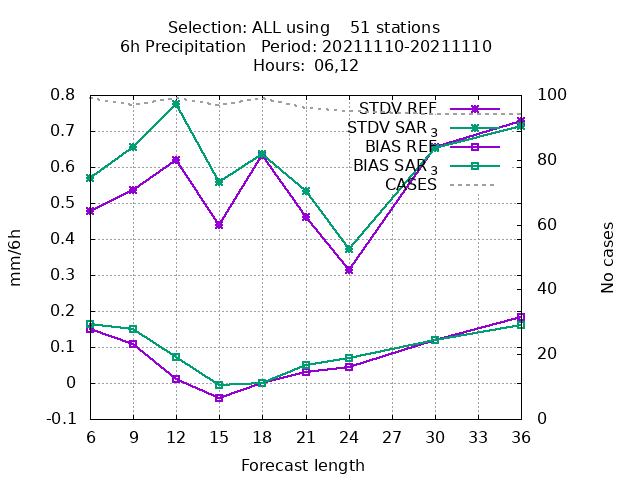 Selection: ALL using 51 stations
6h Precipitation Period: 20211110-20211110
Hours: 06,12
STDV REF
STDV SAR 3
BIAS REF
BIAS SAR 3
CASES
0.8
0.7
0.6
0.5
0.4
0.3
0.2
0.1
0
-0.1
mm/6h
100
80
60
40
20
0
No cases
6 9 12 15 18 21 24 27 30 33 36
Forecast length